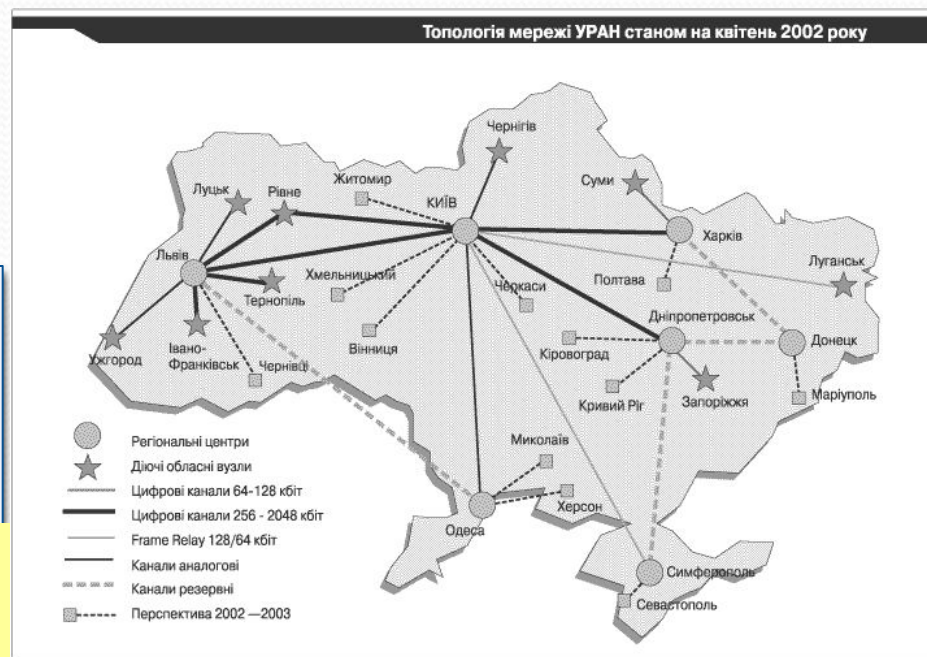 Топологія мережі УРАН станом на квітень 2002 року
Чернігів
Житомир
Суми
Луцьк
Рівне
КИЇВ
Харків
Львів
Луганськ
Хмельницький
Полтава
Черкаси
Тернопіль
Дніпропетровськ
Вінниця
Кіровоград
Донецк
Ужгород
Івано-
Франківськ
Чернівці
Кривий Ріг
Запоріжжя
Маріуполь
Миколаїв
Херсон
Одеса
Симферополь
Севастополь
Регіональні центри
Діючі обласні вузли
Цифрові канали 64-128 кбіт
Цифрові канали 256 - 2048 кбіт
Frame Relay 128/64 кбіт
Канали аналогові
Канали резервні
Перспектива 2002 —2003